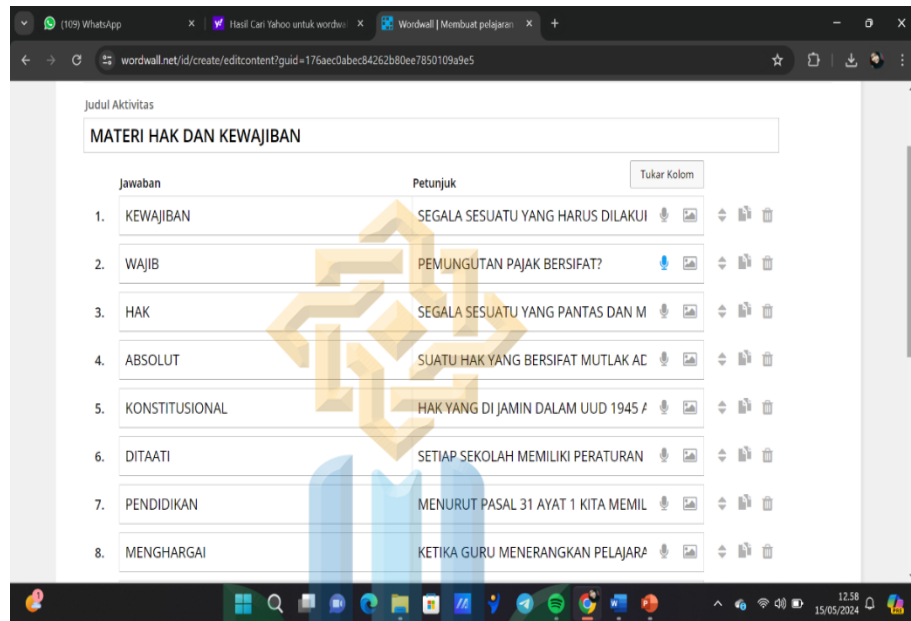 (109) WhatsApp
Hasil Cari Yahoo untuk wordwa
Wordwall | Membuat pelajaran
wordwall.net/id/create/editcontent?guid=176aec0abec84262b80ee7850109a9e5
Judul Aktivitas
MATERI HAK DAN KEWAJIBAN
Tukar Kolom
Jawaban Petunjuk
1. KEWAJIBAN SEGALA SESUATU YANG HARUS DILAKUI
2. WAJIB PEMUNGUTAN PAJAK BERSIFAT?
3. HAK SEGALA SESUATU YANG PANTAS DAN M
4. ABSOLUT SUATU HAK YANG BERSIFAT MUTLAK AD
5. KONSTITUSIONAL HAK YANG DI JAMIN DALAM UUD 1945 A
6. DITAATI SETIAP SEKOLAH MEMILIKI PERATURAN
7. PENDIDIKAN MENURUT PASAL 31 AYAT 1 KITA MEMIL
8. MENGHARGAI KETIKA GURU MENERANGKAN PELAJARA
12.58
15/05/2024